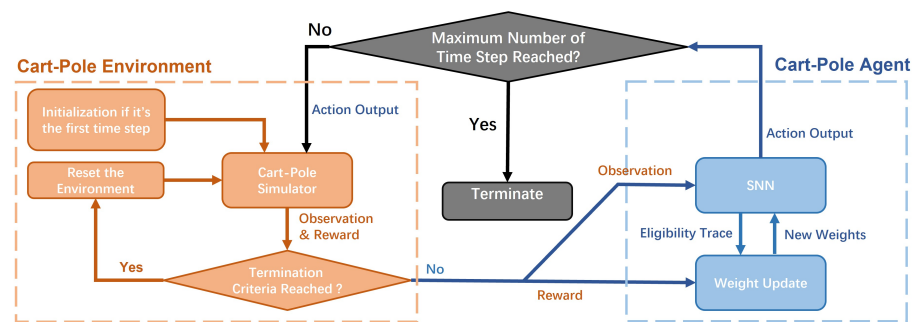 No
Maximum Number of
Time Step Reached?
Cart-Pole Environment
Cart-Pole Agent
Initialization if it's
the first time step
Action Output
Yes
Action Output
Reset the
Environment
Cart-Pole
Simulator
Observation
SNN
Terminate
Observation
& Reward
Eligibility Trace
New Weights
Yes
Termination
Criteria Reached ?
No
Reward
Weight Update